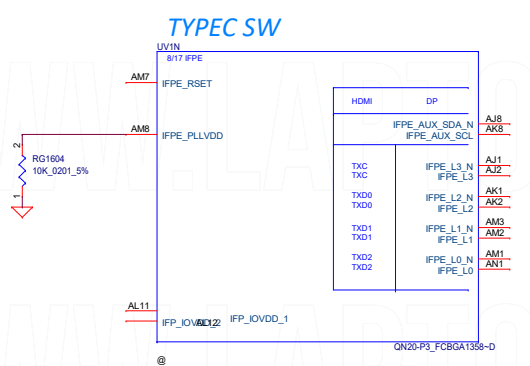 TYPEC SW
UV1N
8/17 IFPE
AM7
IFPE_RSET
HDMI DP
IFPE_AUX_SDA_N AJ8
IFPE_AUX_SCL AK8
AM8
IFPE_PLLVDD
2
RG1604
10K_0201_5%
1
TXC IFPE_L3_N AJ1
TXC IFPE_L3 AJ2
TXD0 IFPE_L2_N AK1
TXD0 IFPE_L2 AK2
TXD1 IFPE_L1_N AM3
TXD1 IFPE_L1 AM2
TXD2 IFPE_L0_N AM1
TXD2 IFPE_L0 AN1
AL11
IFP_IOVDD_1
AL12
QN20-P3_FCBGA1358~D
@